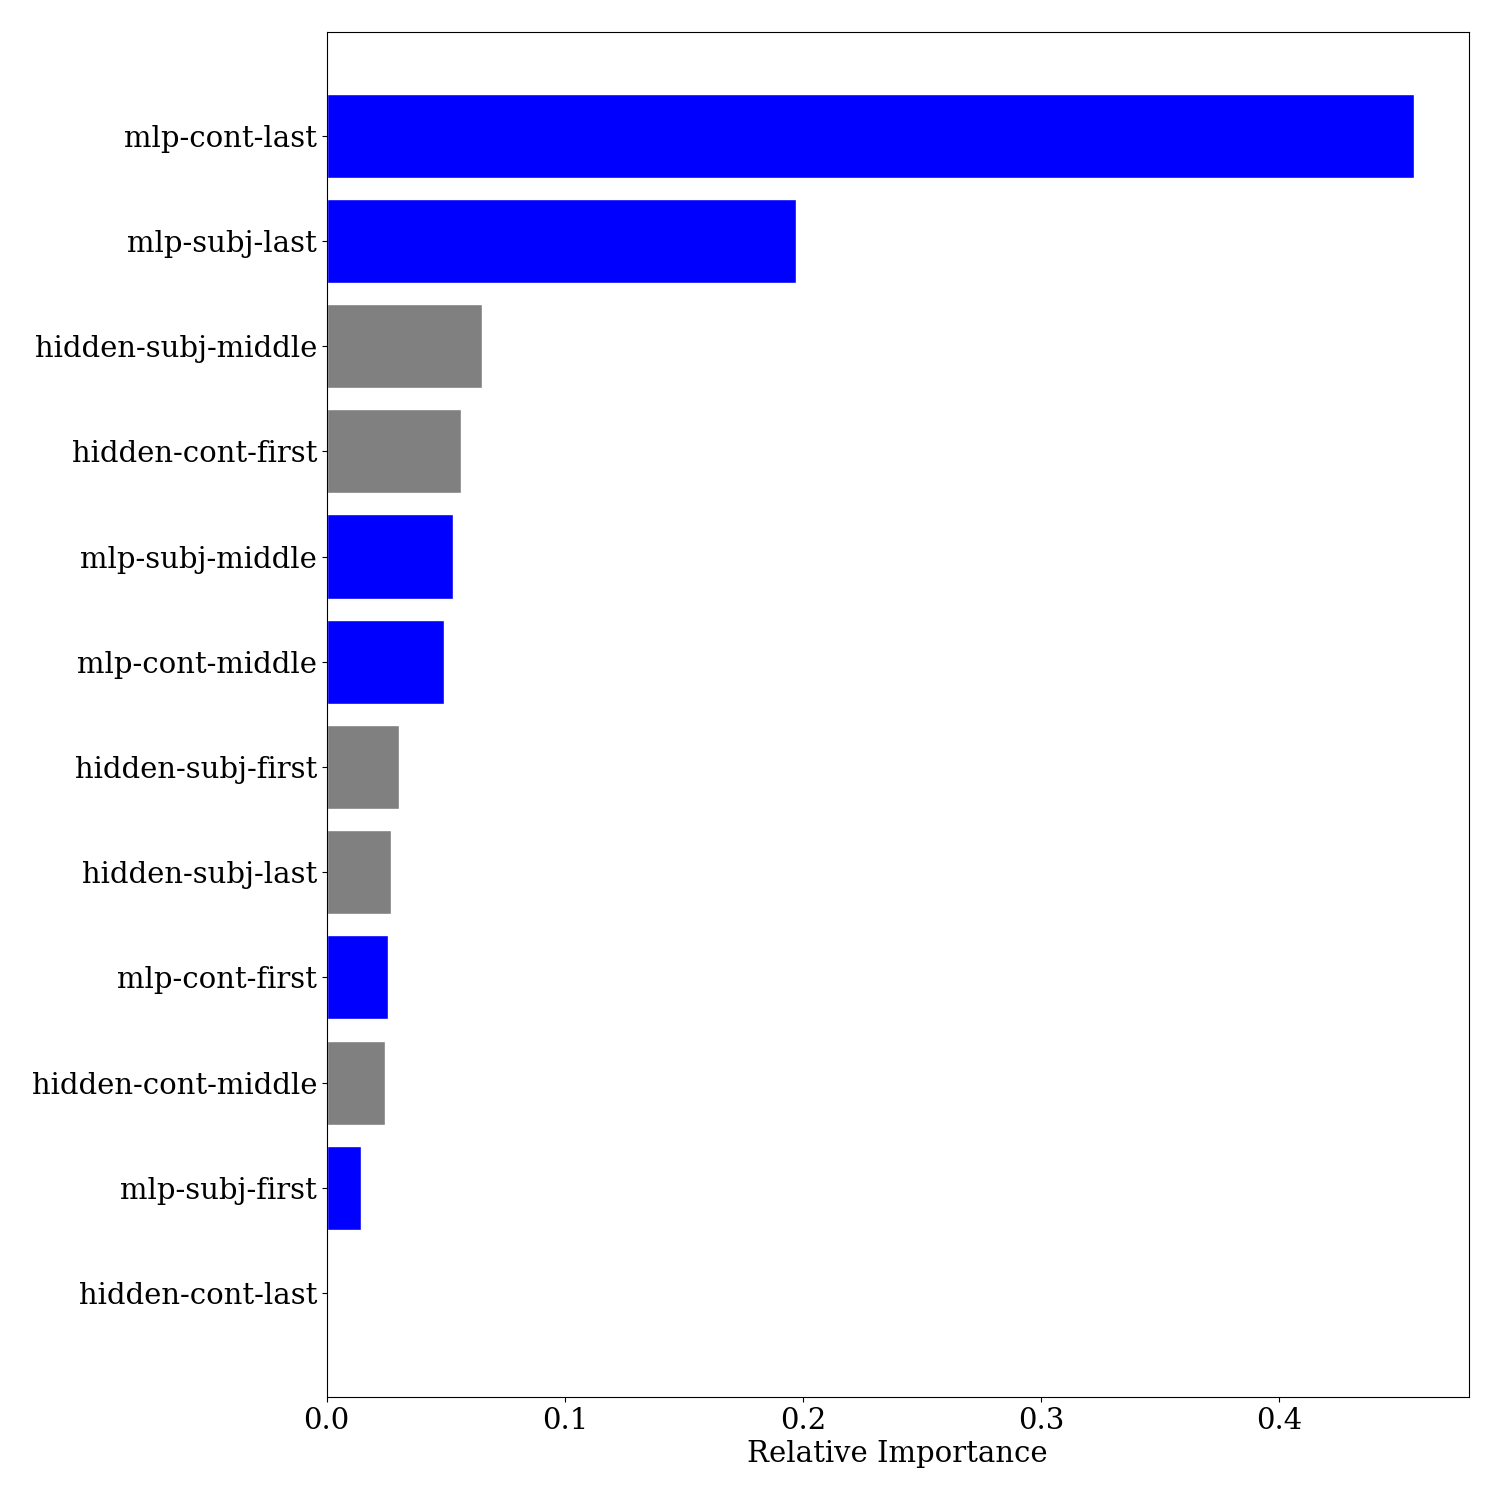 mlp-cont-last
mlp-subj-last
hidden-subj-middle
hidden-cont-first
mlp-subj-middle
mlp-cont-middle
hidden-subj-first
hidden-subj-last
mlp-cont-first
hidden-cont-middle
mlp-subj-first
hidden-cont-last
0.0 0.1 0.2 0.3 0.4
Relative Importance